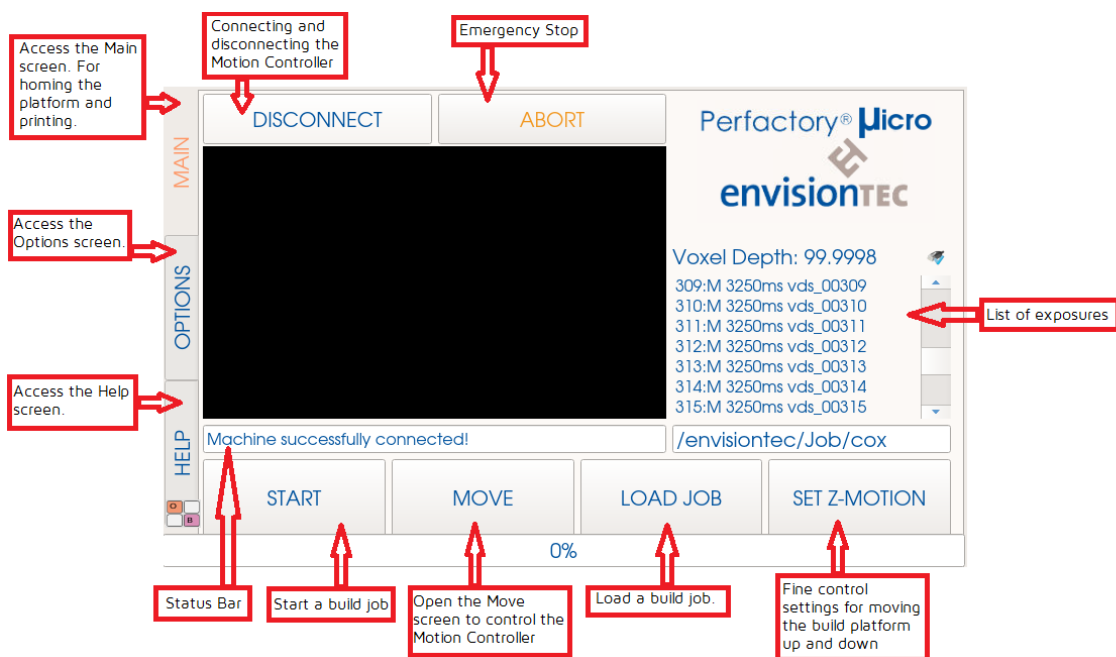 Connecting and
disconnecting the
Motion Controller
Emergency Stop
Access the Main
screen. For
homing the
platform and
printing.
DISCONNECT
ABORT
Perfactory® µicro
envisionTEC
MAIN
Access the
Options screen.
OPTIONS
Voxel Depth: 99.9998
309:M 3250ms vds_00309
310:M 3250ms vds_00310
311:M 3250ms vds_00311
312:M 3250ms vds_00312
313:M 3250ms vds_00313
314:M 3250ms vds_00314
315:M 3250ms vds_00315
List of exposures
Access the Help
screen.
HELP
Machine successfully connected!
/envisiontec/Job/cox
O
B
START
MOVE
LOAD JOB
SET Z-MOTION
0%
Status Bar
Start a build job
Open the Move
screen to control the
Motion Controller
Load a build job.
Fine control
settings for moving
the build platform
up and down